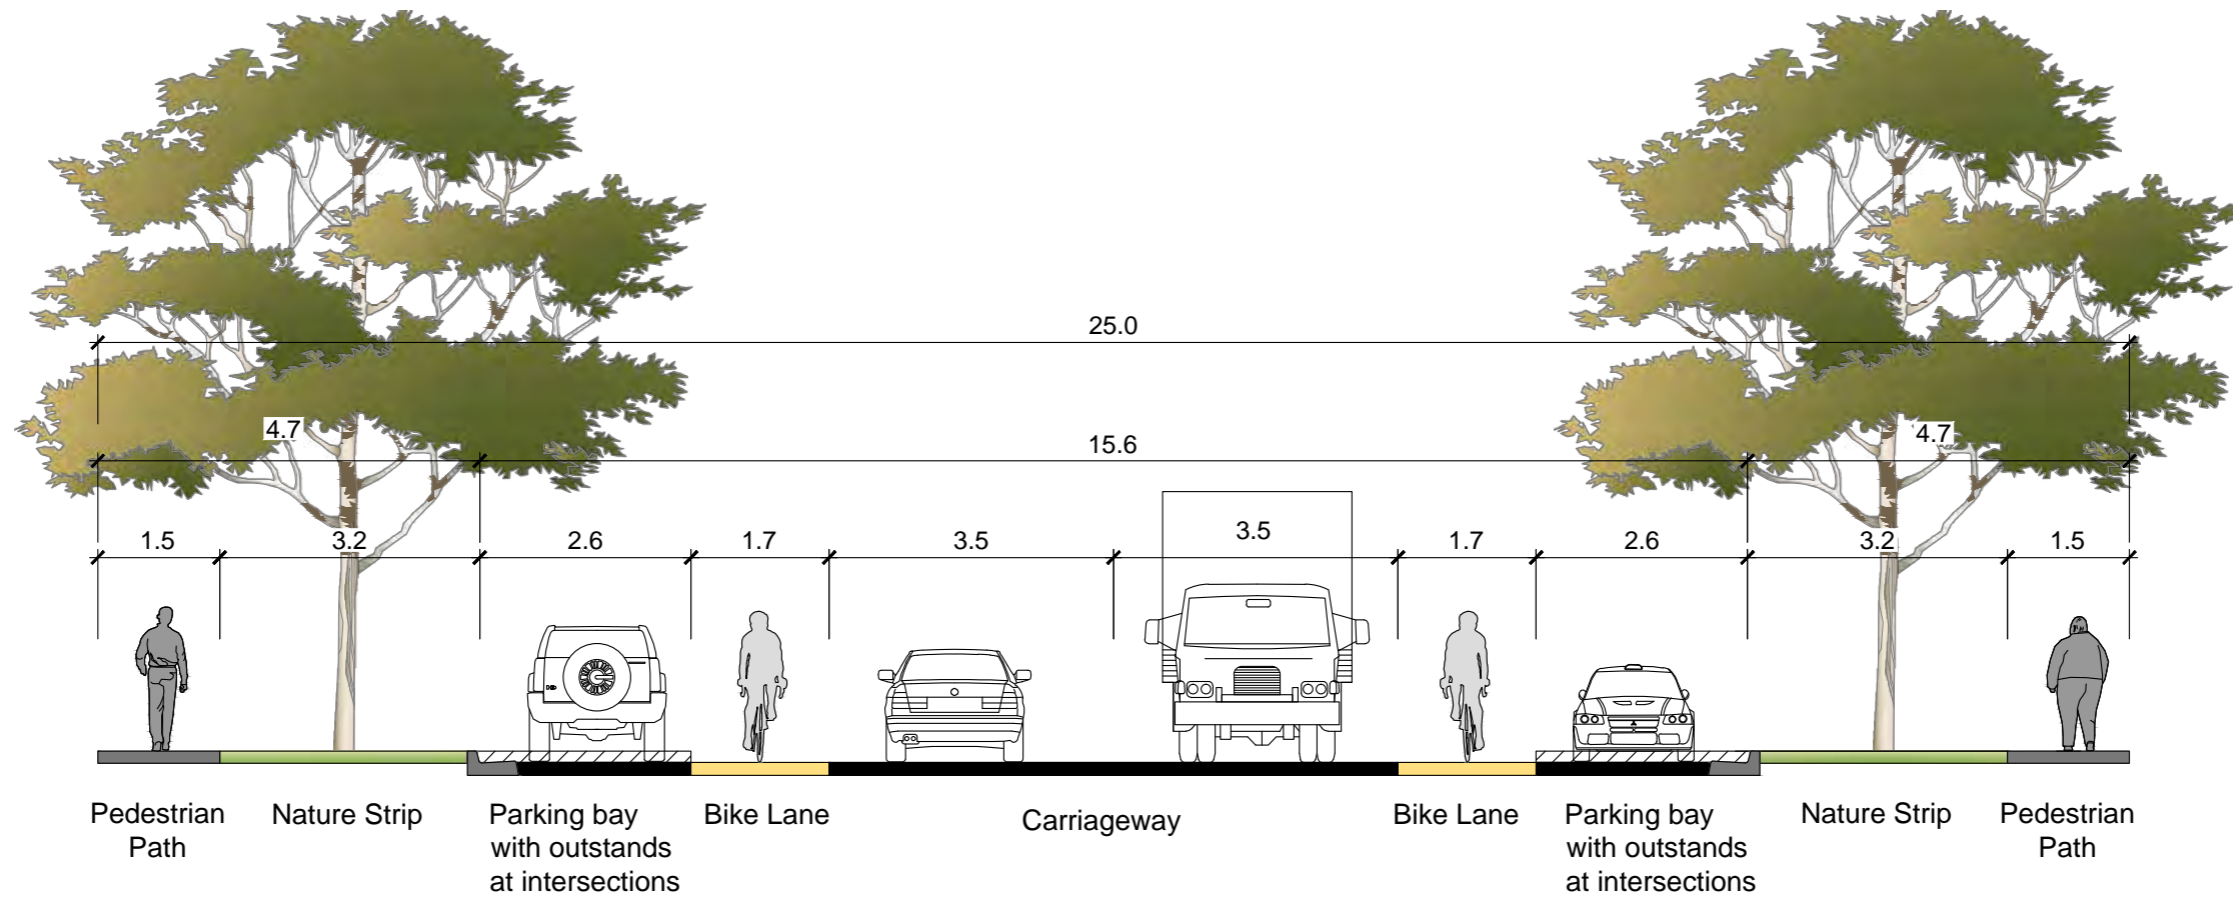 25.0
4.7
15.6
4.7
1.5
3.2
2.6
1.7
3.5
3.5
1.7
2.6
3.2
1.5
Pedestrian
Path
Nature Strip
Parking bay
with outstands
at intersections
Bike Lane
Carriageway
Bike Lane
Parking bay
with outstands
at intersections
Nature Strip
Pedestrian
Path